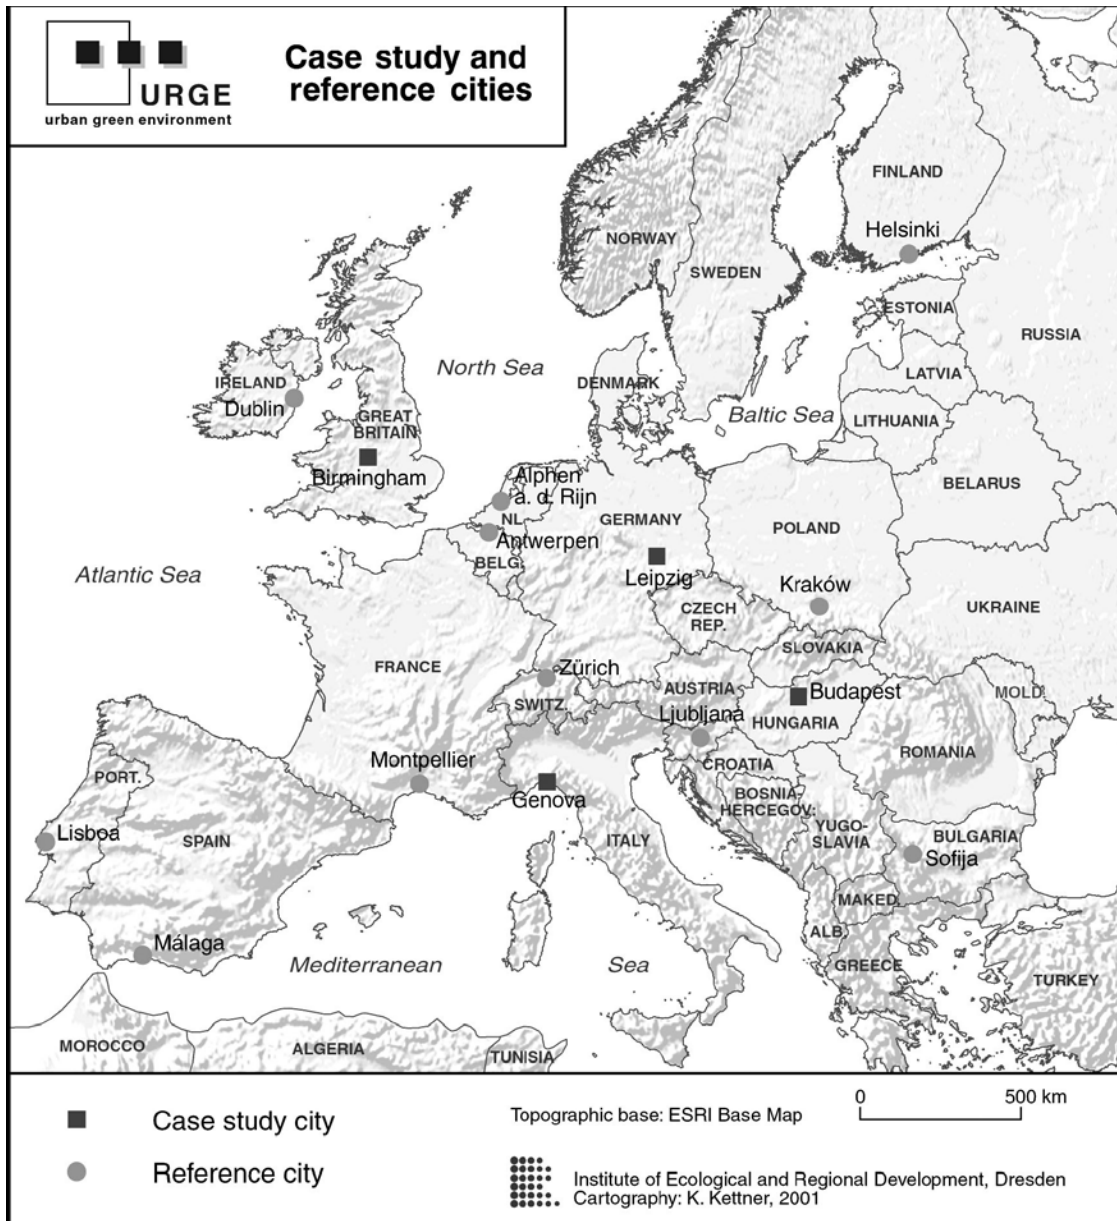 URGE
urban green environment
Case study and
reference cities
FINLAND
Helsinki
NORWAY
SWEDEN
ESTONIA
RUSSIA
North Sea
IRELAND
Dublin
DENMARK
LATVIA
GREAT
BRITAIN
Baltic Sea
LITHUANIA
Birmingham
Alphen
a. d. Rijn
BELARUS
NL
GERMANY
POLAND
Antwerpen
BELG.
Atlantic Sea
Leipzig
Kraków
CZECH
REP.
UKRAINE
SLOVAKIA
FRANCE
Zürich
SWITZ.
AUSTRIA
Budapest
MOLD.
Ljubljana
HUNGARIA
ROMANIA
Montpellier
CROATIA
PORT.
Genova
BOSNIA-
HERCEGOV.
Lisboa
SPAIN
ITALY
YUGO-
SLAVIA
BULGARIA
Sofija
MAKED.
Málaga
ALB.
Mediterranean
Sea
GREECE
TURKEY
MOROCCO
ALGERIA
TUNISIA
Case study city
Reference city
Topographic base: ESRI Base Map
0 500 km
Institute of Ecological and Regional Development, Dresden
Cartography: K. Kettner, 2001